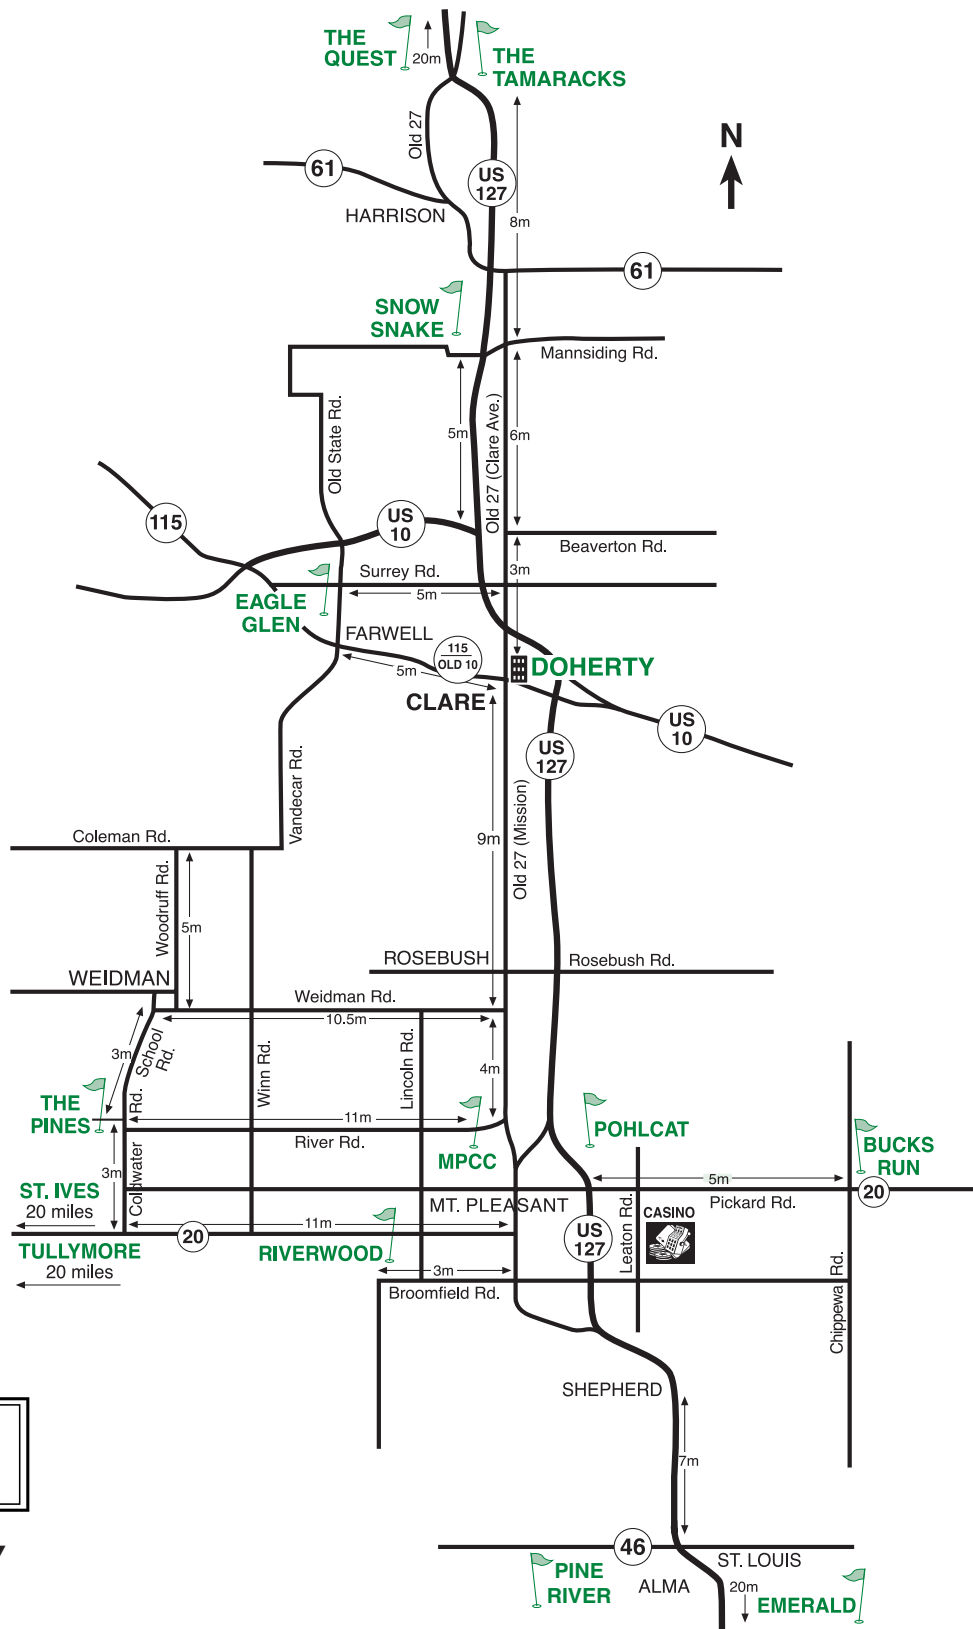 THE
QUEST
20m
THE
TAMARACKS
Old 27
N
61
US
127
HARRISON
8m
61
SNOW
SNAKE
Mannsiding Rd.
Old State Rd.
5m
Old 27 (Clare Ave.)
6m
115
US
10
Beaverton Rd.
3m
Surrey Rd.
5m
EAGLE
GLEN
FARWELL
115
OLD 10
5m
DOHERTY
CLARE
US
10
US
127
Vandecar Rd.
Coleman Rd.
9m
Old 27 (Mission)
Woodruff Rd.
5m
ROSEBUSH
Rosebush Rd.
WEIDMAN
Weidman Rd.
10.5m
School
Rd.
3m
Winn Rd.
Lincoln Rd.
4m
THE
PINES
Coldwater Rd.
11m
River Rd.
MPCC
POHLCAT
BUCKS
RUN
3m
5m
ST. IVES
20 miles
MT. PLEASANT
Pickard Rd.
20
11m
20
CASINO
Leaton Rd.
US
127
TULLYMORE
20 miles
RIVERWOOD
3m
Broomfield Rd.
Chippewa Rd.
SHEPHERD
7m
46
ST. LOUIS
PINE
RIVER
ALMA
20m
EMERALD